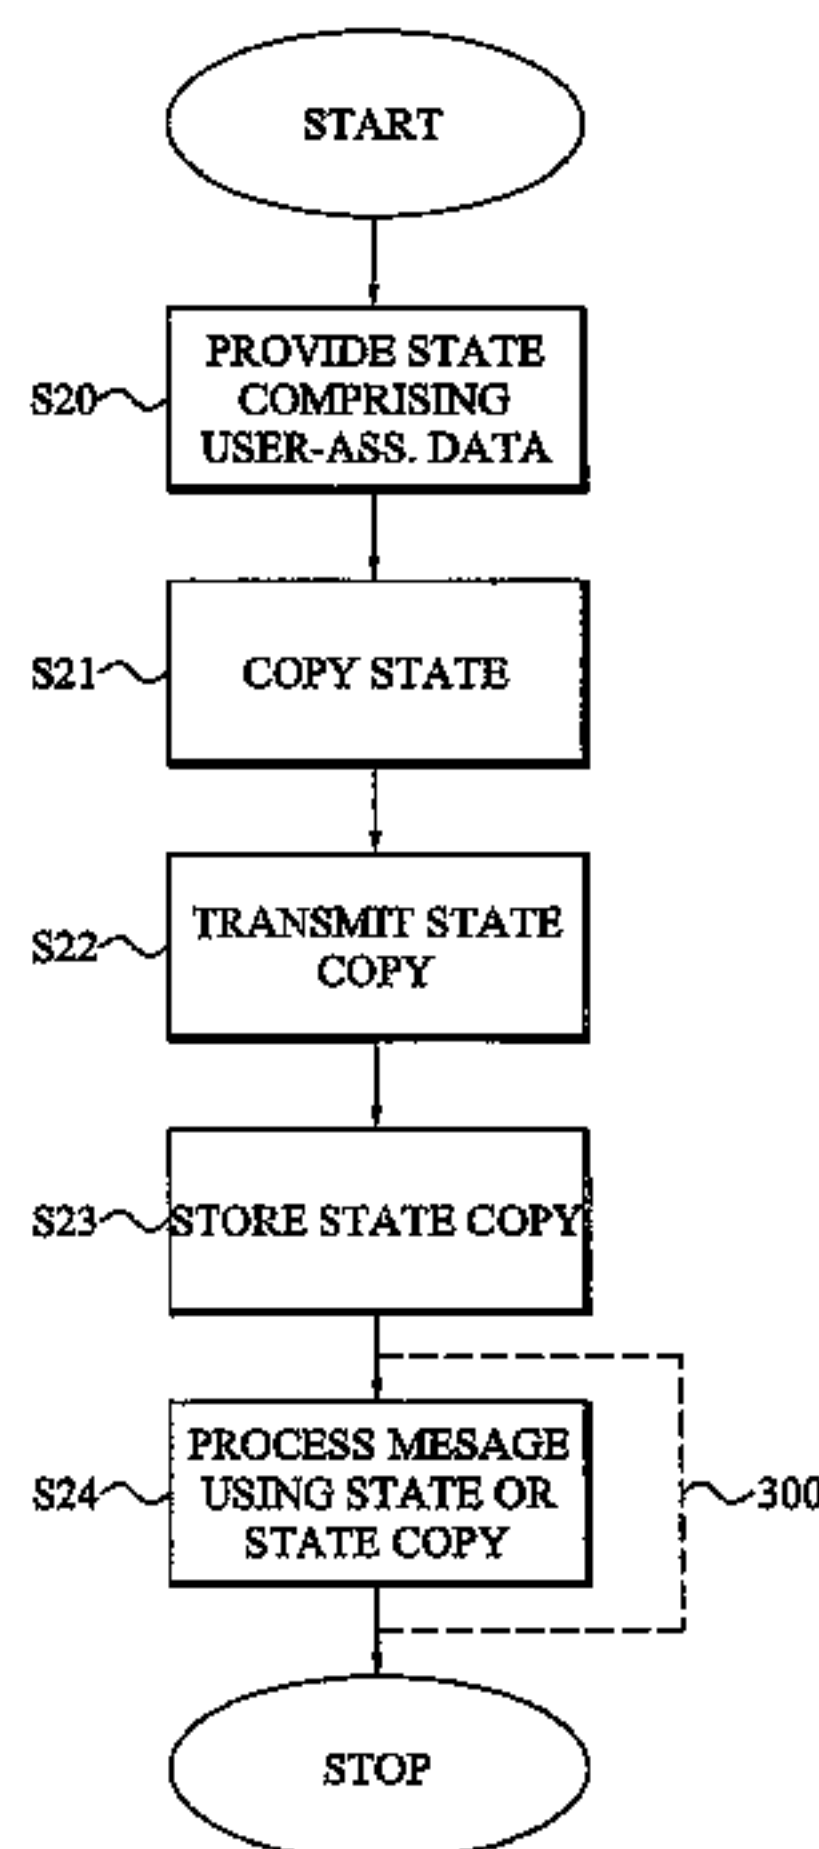 START
PROVIDE STATE
COMPRISING
USER-ASS. DATA
S20
COPY STATE
S21
TRANSMIT STATE
COPY
S22
STORE STATE COPY
S23
PROCESS MESAGE
USING STATE OR
STATE COPY
S24
300
STOP